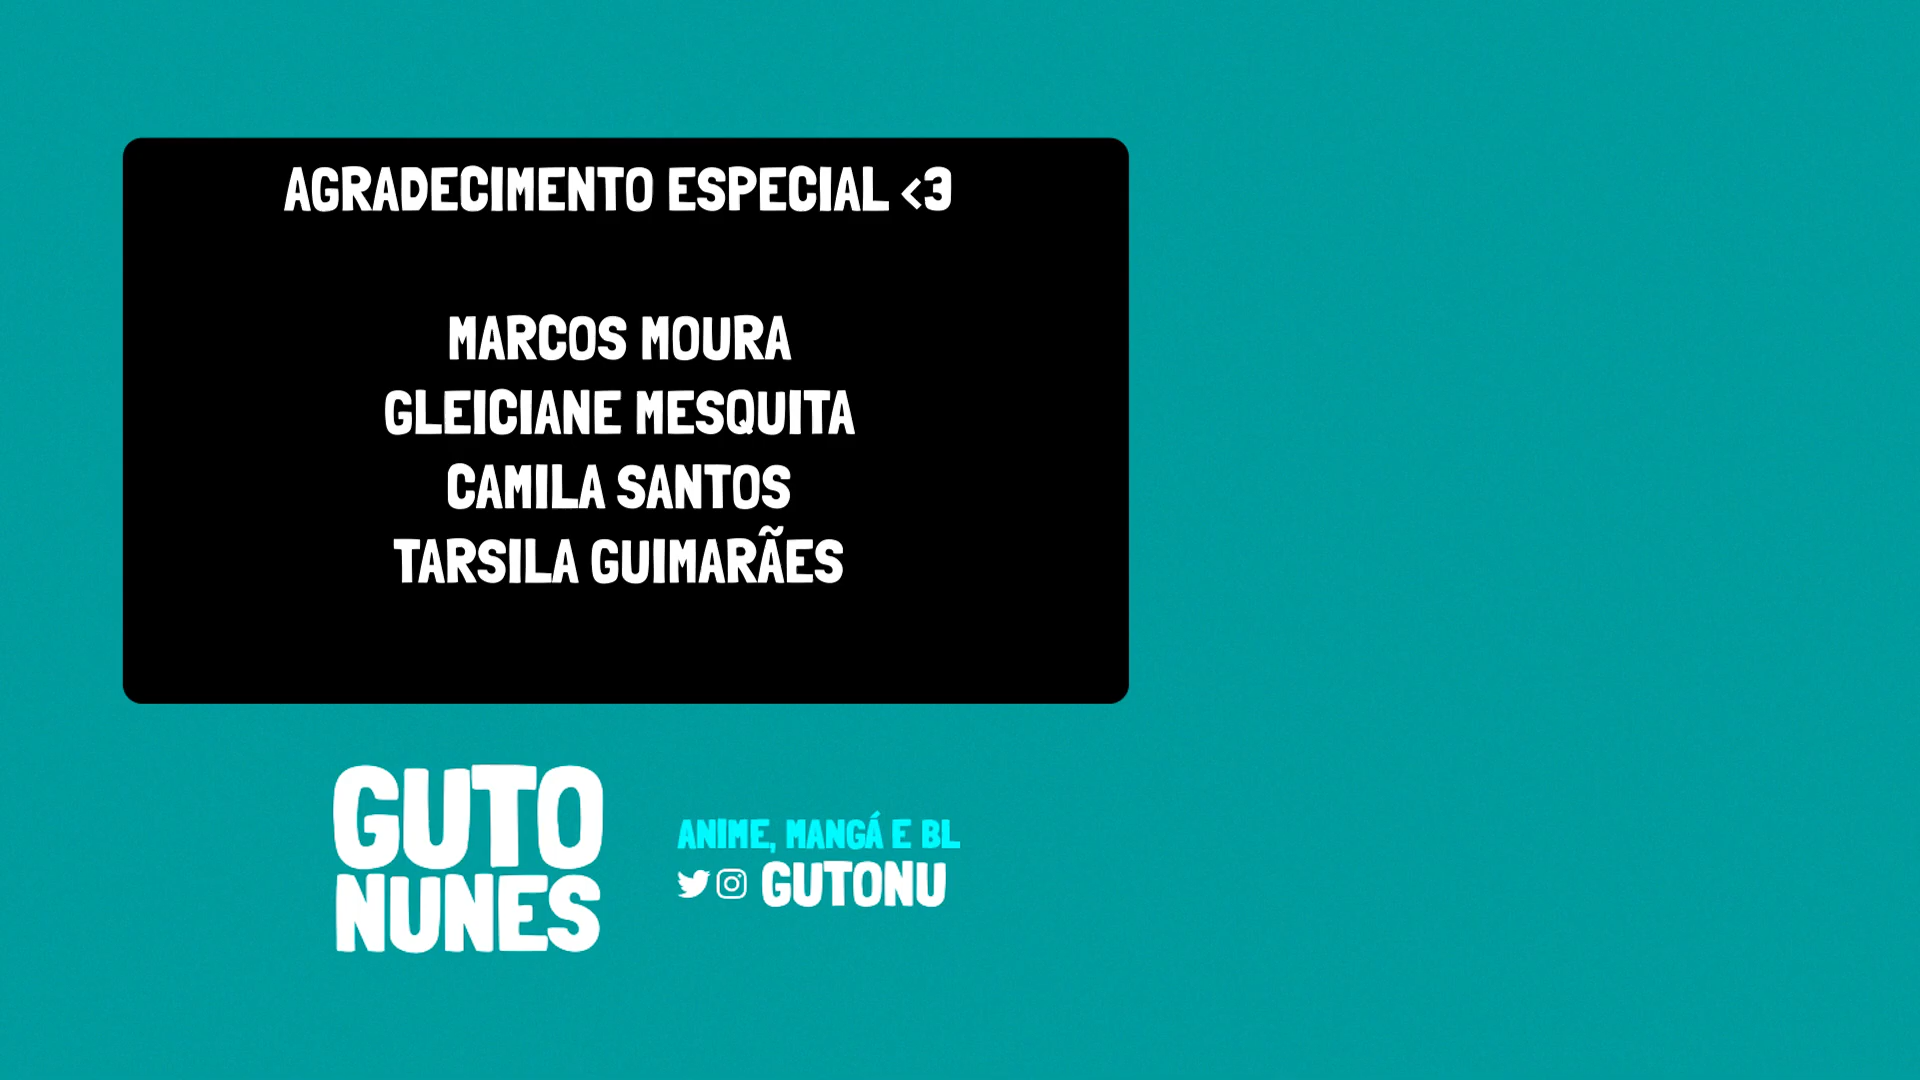 AGRADECIMENTO ESPECIAL <3
MARCOS MOURA
GLEICIANE MESQUITA
CAMILA SANTOS
TARSILA GUIMARÃES
GUTO
NUNES
ANIME, MANGÁ E BL
GUTONU